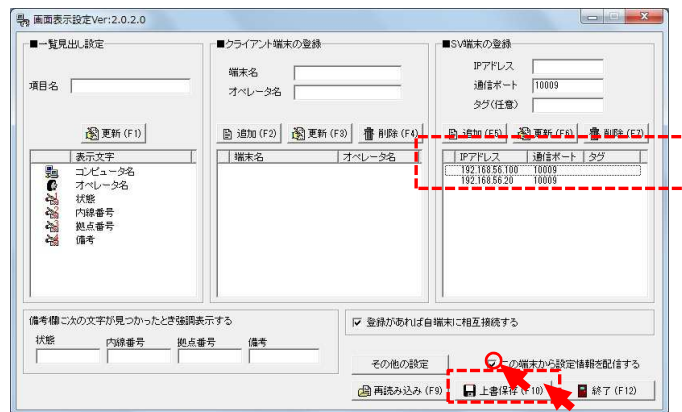 画面表示設定Ver:2.0.2.0
■一覧見出し設定
項目名
更新(F1)
表示文字
コンピュータ名
オペレータ名
状態
内線番号
拠点番号
備考
■クライアント端末の登録
端末名
オペレータ名
追加(F2) 更新(F3) 削除(F4)
端末名 オペレータ名
■SV端末の登録
IPアドレス
通信ポート 10009
タグ(任意)
追加(F5) 更新(F6) 削除(F7)
IPアドレス 通信ポート タグ
192.168.56.100 10009
192.168.56.20 10009
備考欄に次の文字が見つかったとき強調表示する
状態 内線番号 拠点番号 備考
登録があれば自端末に相互接続する
その他の設定 この端末から設定情報を配信する
再読み込み(F9) 上書保存(F10) 終了(F12)